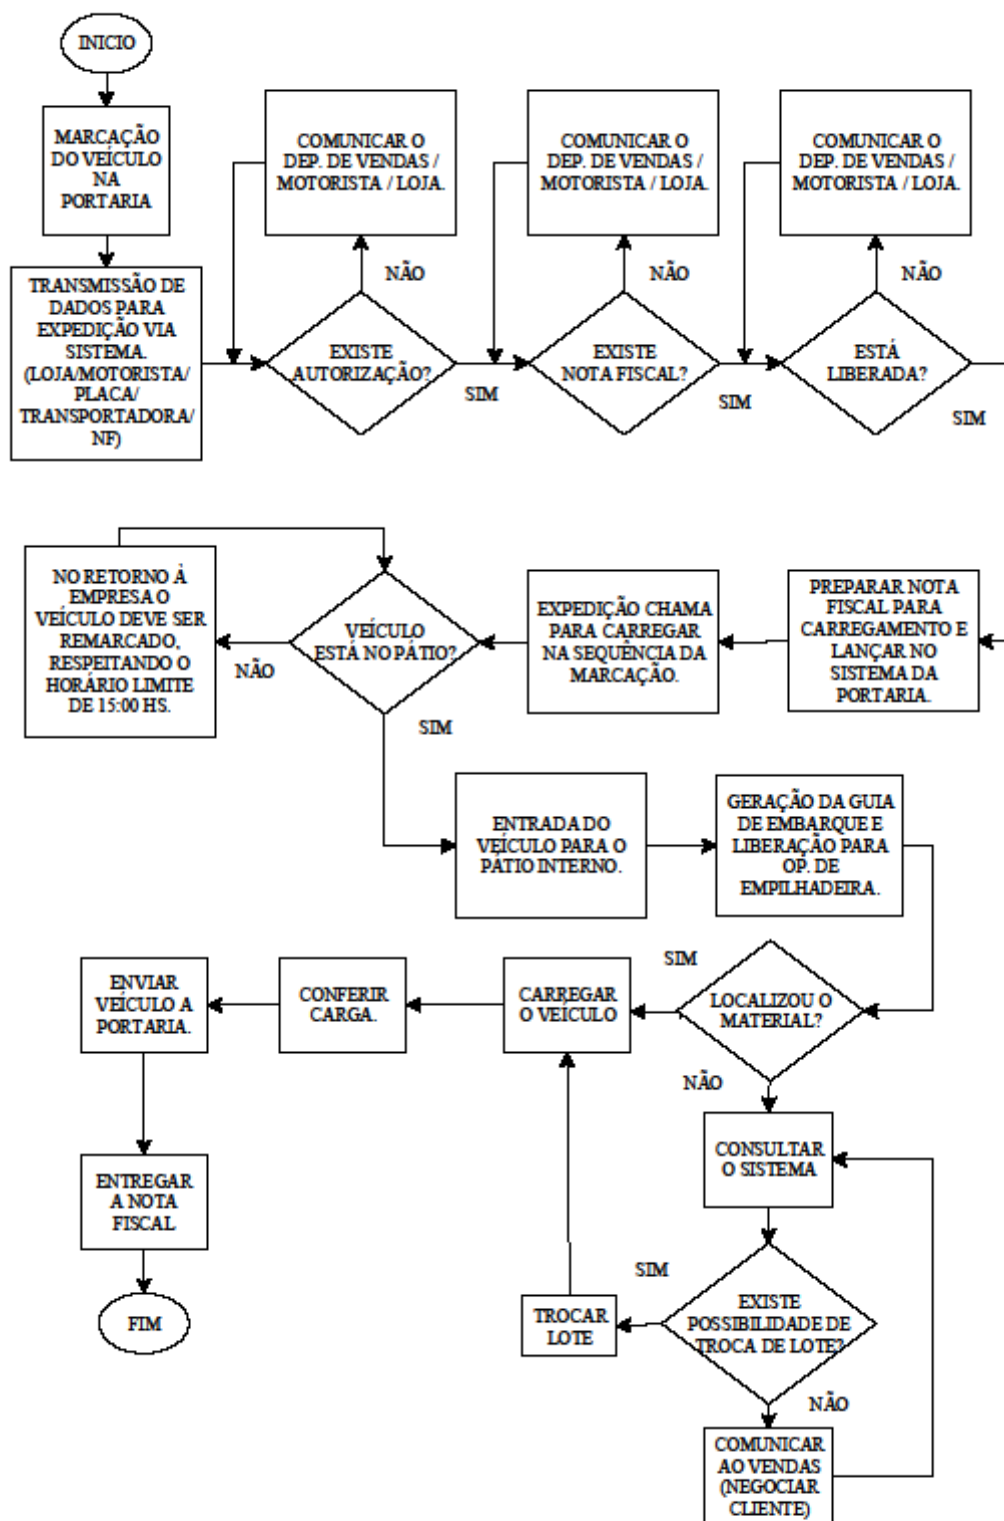 INICIO
MARCAÇÃO
DO VEÍCULO
NA
PORTARIA
TRANSMISSÃO DE
DADOS PARA
EXPEDIÇÃO VIA
SISTEMA.
(LOJA/MOTORISTA/
PLACA/
TRANSPORTADORA/
NF)
COMUNICAR O
DEP. DE VENDAS /
MOTORISTA / LOJA.
NÃO
EXISTE
AUTORIZAÇÃO?
SIM
COMUNICAR O
DEP. DE VENDAS /
MOTORISTA / LOJA.
NÃO
EXISTE
NOTA FISCAL?
SIM
COMUNICAR O
DEP. DE VENDAS /
MOTORISTA / LOJA.
NÃO
ESTÁ
LIBERADA?
SIM
PREPARAR NOTA
FISCAL PARA
CARREGAMENTO E
LANÇAR NO
SISTEMA DA
PORTARIA.
EXPEDIÇÃO CHAMA
PARA CARREGAR
NA SEQUÊNCIA DA
MARCAÇÃO.
VEÍCULO
ESTÁ NO PÁTIO?
NÃO
NO RETORNO À
EMPRESA O
VEÍCULO DEVE SER
REMARCADO,
RESPEITANDO O
HORÁRIO LIMITE
DE 15:00 HS.
SIM
ENTRADA DO
VEÍCULO PARA O
PÁTIO INTERNO.
GERAÇÃO DA GUIA
DE EMBARQUE E
LIBERAÇÃO PARA
OP. DE
EMPILHADEIRA.
LOCALIZOU O
MATERIAL?
SIM
CARREGAR
O VEÍCULO
CONFERIR
CARGA.
ENVIAR
VEÍCULO A
PORTARIA.
ENTREGAR
A NOTA
FISCAL
FIM
NÃO
CONSULTAR
O SISTEMA
EXISTE
POSSIBILIDADE DE
TROCA DE LOTE?
SIM
TROCAR
LOTE
NÃO
COMUNICAR
AO VENDAS
(NEGOCIAR
CLIENTE)